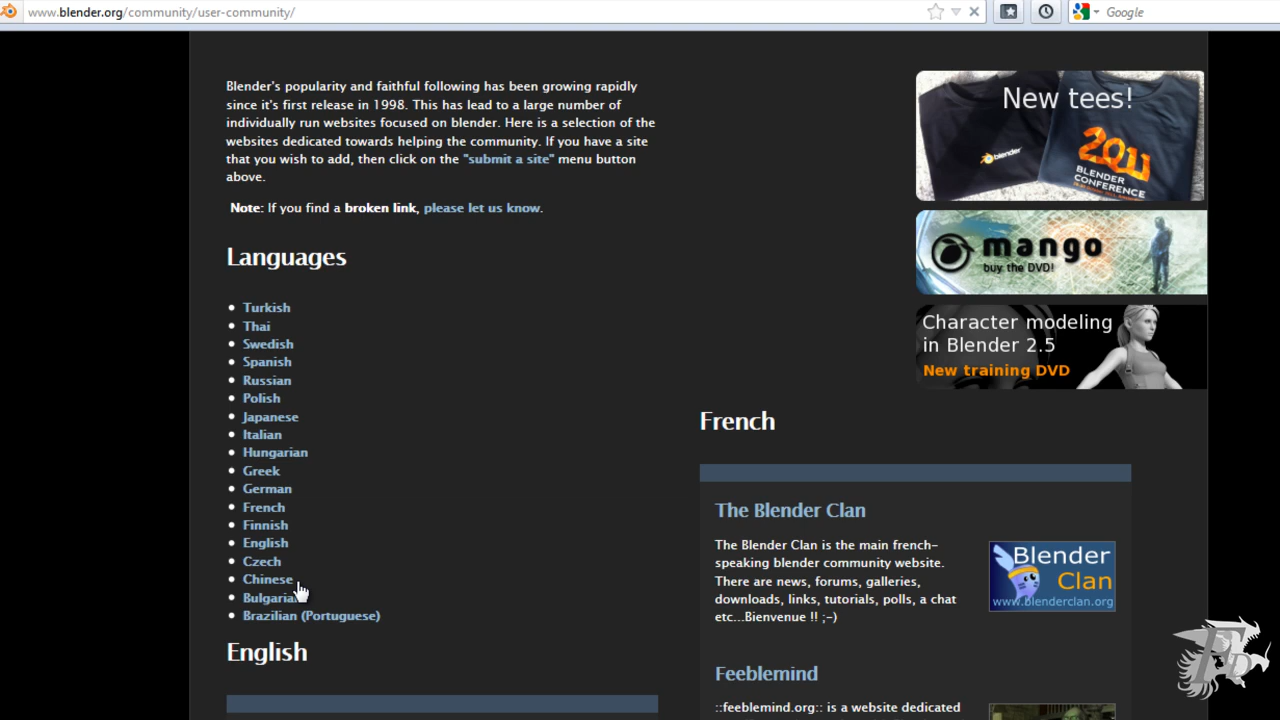 www.blender.org/community/user-community/
Google
Blender's popularity and faithful following has been growing rapidly
since it's first release in 1998. This has lead to a large number of
individually run websites focused on blender. Here is a selection of the
websites dedicated towards helping the community. If you have a site
that you wish to add, then click on the "submit a site" menu button
above.
Note: If you find a broken link, please let us know.
Languages
Turkish
Thai
Swedish
Spanish
Russian
Polish
Japanese
Italian
Hungarian
Greek
German
French
Finnish
English
Czech
Chinese
Bulgarian
Brazilian (Portuguese)
English
New tees!
blender
2011
BLENDER
CONFERENCE
mango
buy the DVD!
Character modeling
in Blender 2.5
New training DVD
French
The Blender Clan
The Blender Clan is the main french-
speaking blender community website.
There are news, forums, galleries,
downloads, links, tutorials, polls, a chat
etc...Bienvenue !! ;-)
Blender
Clan
www.blenderclan.org
Feeblemind
::feeblemind.org:: is a website dedicated